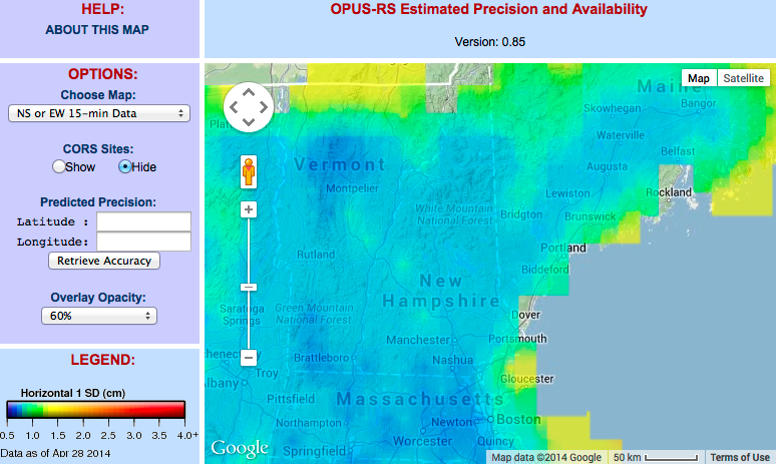 HELP:
ABOUT THIS MAP
OPTIONS:
Choose Map:
NS or EW 15-min Data
CORS Sites:
Show Hide
Predicted Precision:
Latitude :
Longitude:
Retrieve Accuracy
Overlay Opacity:
60%
LEGEND:
Horizontal 1 SD (cm)
0.5 1.0 1.5 2.5 3.5 4.0+
Data as of Apr 28 2014
OPUS-RS Estimated Precision and Availability
Version: 0.85
Map Satellite
Maine
Skowhegan
Bangor
Waterville
Belfast
Augusta
Rockland
Lewiston
Brunswick
Plat
Vermont
Montpelier
White Mountain
National Forest
Bridgton
Portland
Biddeford
Rutland
New
Hampshire
Saratoga
Springs
Green Mountain
National Forest
Dover
Portsmouth
Manchester
Nashua
Brattleboro
henec
Troy
lbany
Gloucester
Pittsfield
Massachusetts
Northampton
Newton
Boston
Worcester
Quincy
Springfield
Google
Map data ©2014 Google
50 km
Terms of Use